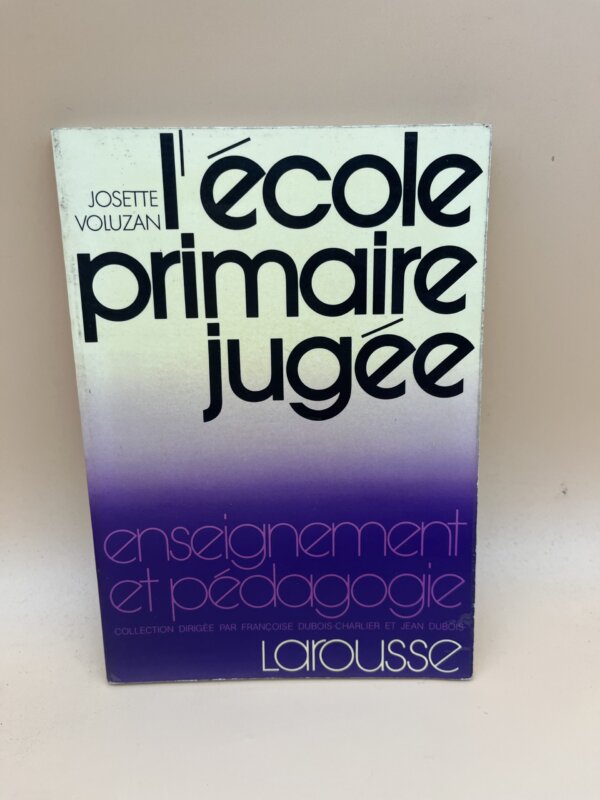 JOSETTE
VOLUZAN
l'école
primaire
jugée
enseignement
et pédagogie
COLLECTION DIRIGÉE PAR FRANÇOISE DUBOIS-CHARLIER ET JEAN DUBOIS
Larousse